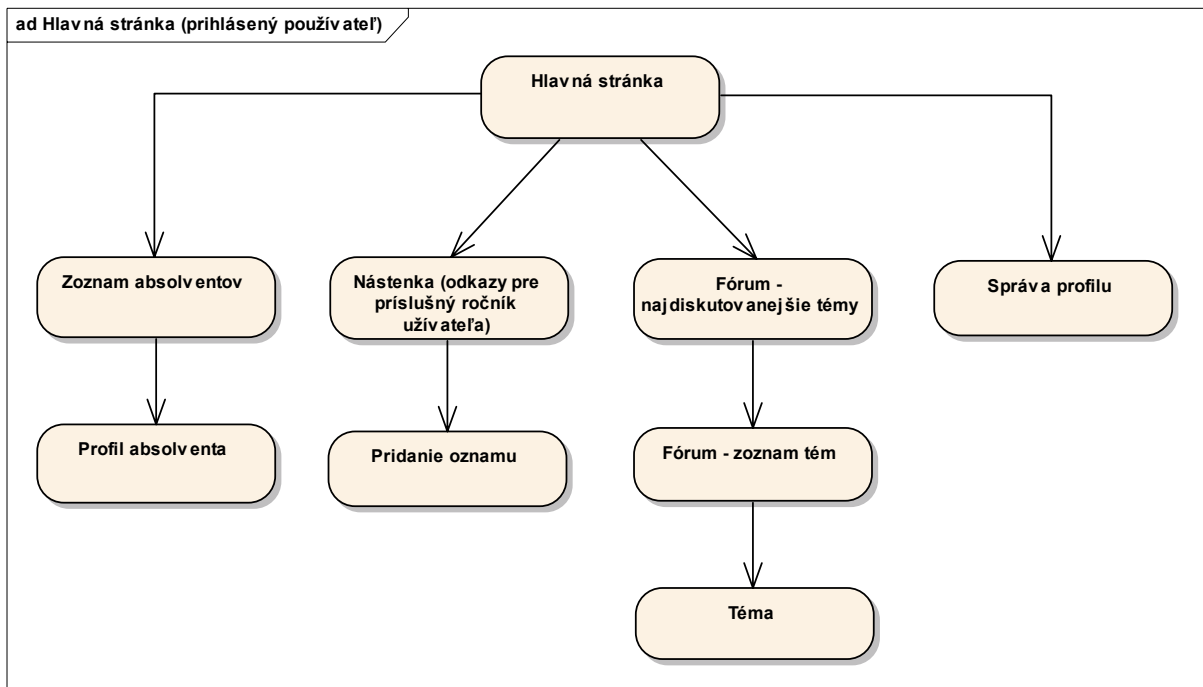 ad Hlavná stránka (prihlásený používateľ)
Hlavná stránka
Zoznam absolventov
Nástenka (odkazy pre
príslušný ročník
užívateľa)
Fórum -
najdiskutovanejšie témy
Správa profilu
Profil absolventa
Pridanie oznamu
Fórum - zoznam tém
Téma